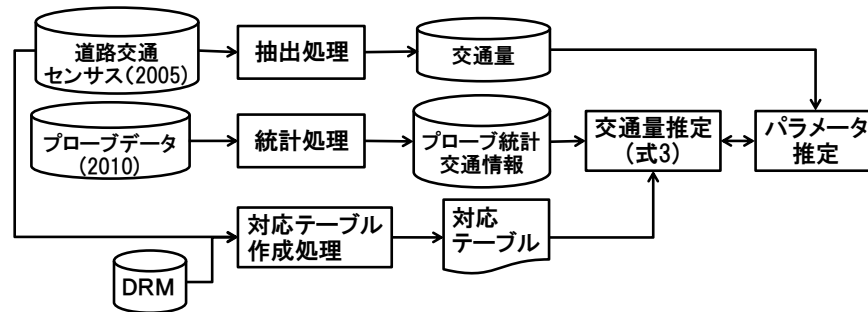 道路交通
センサス(2005)
抽出処理
交通量
プローブデータ
(2010)
統計処理
プローブ統計
交通情報
交通量推定
(式3)
パラメータ
推定
対応テーブル
作成処理
対応
テーブル
DRM